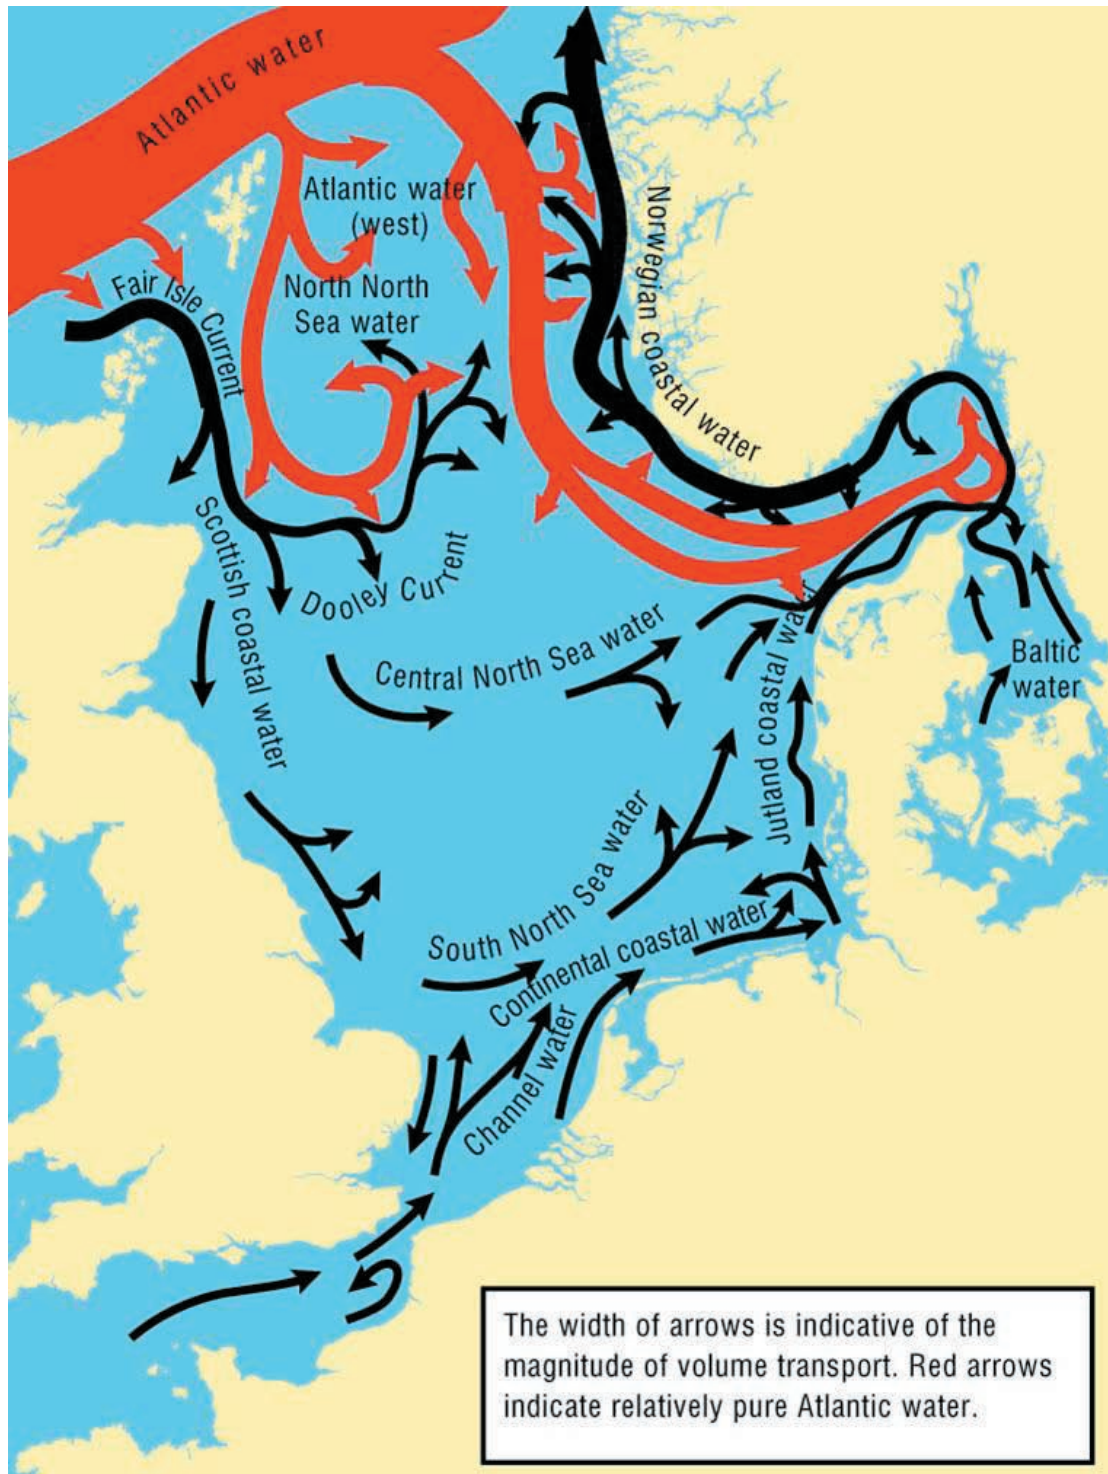 Atlantic water
Atlantic water
(west)
Fair Isle Current
North North
Sea water
Norwegian coastal water
Scottish coastal water
Dooley Current
Central North Sea water
Jutland coastal water
Baltic
water
South North Sea water
Continental coastal water
Channel water
The width of arrows is indicative of the
magnitude of volume transport. Red arrows
indicate relatively pure Atlantic water.